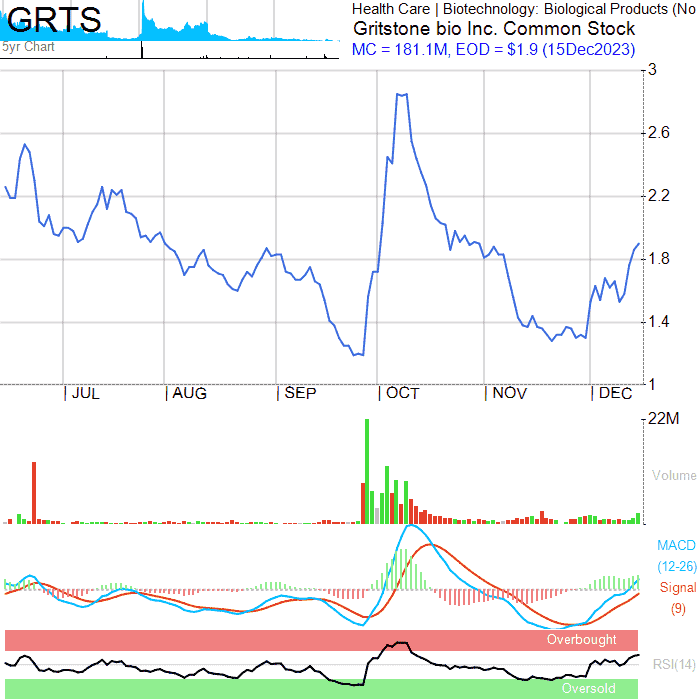 GRTS
5yr Chart
Health Care | Biotechnology: Biological Products (No
Gritstone bio Inc. Common Stock
MC = 181.1M, EOD = $1.9 (15Dec2023)
3
2.6
2.2
1.8
1.4
1
JUL
AUG
SEP
OCT
NOV
DEC
22M
Volume
MACD
(12-26)
Signal
(9)
Overbought
RSI(14)
Oversold